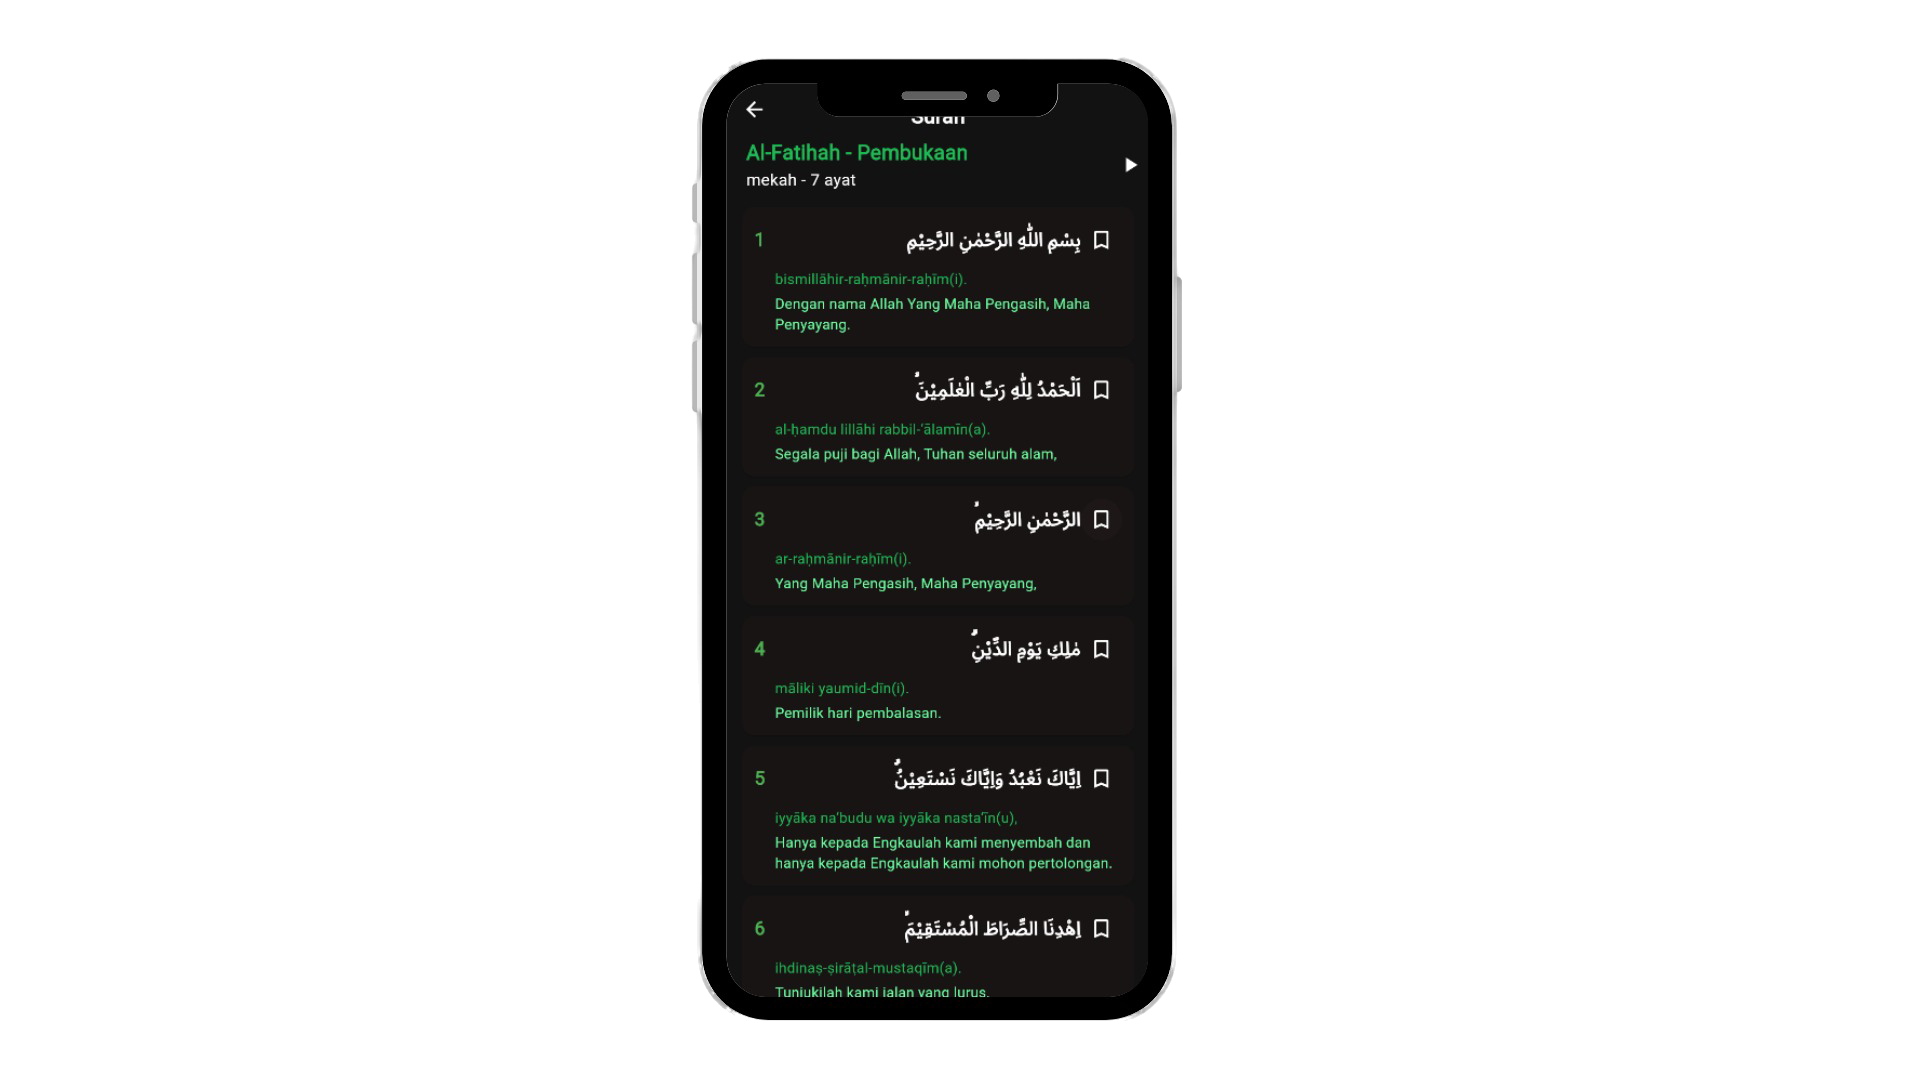 Surah
Al-Fatihah - Pembukaan
mekah - 7 ayat
1
بِسْمِ اللّٰهِ الرَّحْمٰنِ الرَّحِيْمِ
bismillāhir-raḥmānir-raḥīm(i).
Dengan nama Allah Yang Maha Pengasih, Maha
Penyayang.
2
اَلْحَمْدُ لِلّٰهِ رَبِّ الْعٰلَمِيْنَۙ
al-ḥamdu lillāhi rabbil-‘ālamīn(a).
Segala puji bagi Allah, Tuhan seluruh alam,
3
الرَّحْمٰنِ الرَّحِيْمِۙ
ar-raḥmānir-raḥīm(i).
Yang Maha Pengasih, Maha Penyayang,
4
مٰلِكِ يَوْمِ الدِّيْنِۗ
māliki yaumid-dīn(i).
Pemilik hari pembalasan.
5
اِيَّاكَ نَعْبُدُ وَاِيَّاكَ نَسْتَعِيْنُۗ
iyyāka na‘budu wa iyyāka nasta‘īn(u),
Hanya kepada Engkaulah kami menyembah dan
hanya kepada Engkaulah kami mohon pertolongan.
6
اِهْدِنَا الصِّرَاطَ الْمُسْتَقِيْمَۙ
ihdinaṣ-ṣirāṭal-mustaqīm(a).
Tunjukilah kami jalan yang lurus,